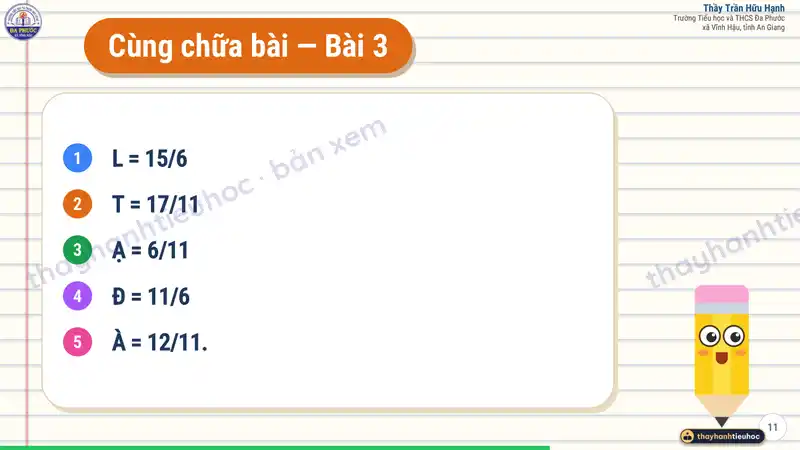 Thầy Trần Hữu Hạnh
Trường Tiểu học và THCS Đa Phước
xã Vĩnh Hậu, tỉnh An Giang
ĐA PHƯỚC
Cùng chữa bài — Bài 3
1 L = 15/6
2 T = 17/11
3 Ạ = 6/11
4 Đ = 11/6
5 À = 12/11.
thayhanhtieuhoc · bản xem
thayhanhtieuhoc
11